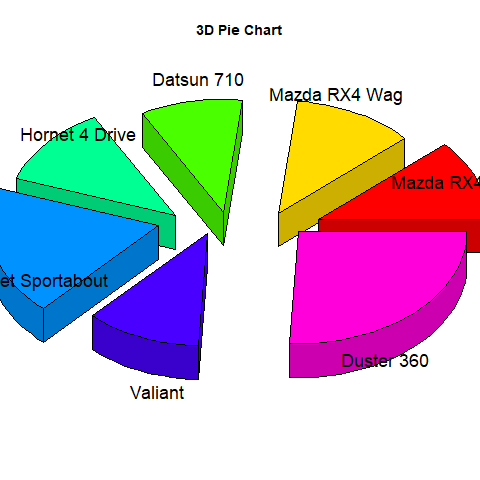 3D Pie Chart
Datsun 710
Mazda RX4 Wag
Hornet 4 Drive
Mazda RX4
et Sportabout
Duster 360
Valiant